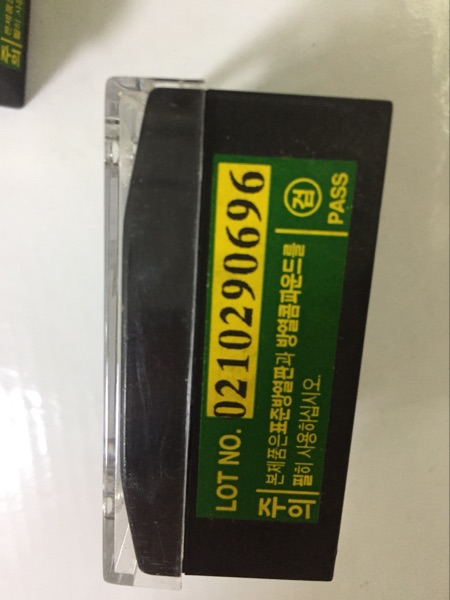 LOT NO. 0210290696
주의 본제품은표준방열판과 방열콤파운드를
필히 사용하십시오.
검
PASS